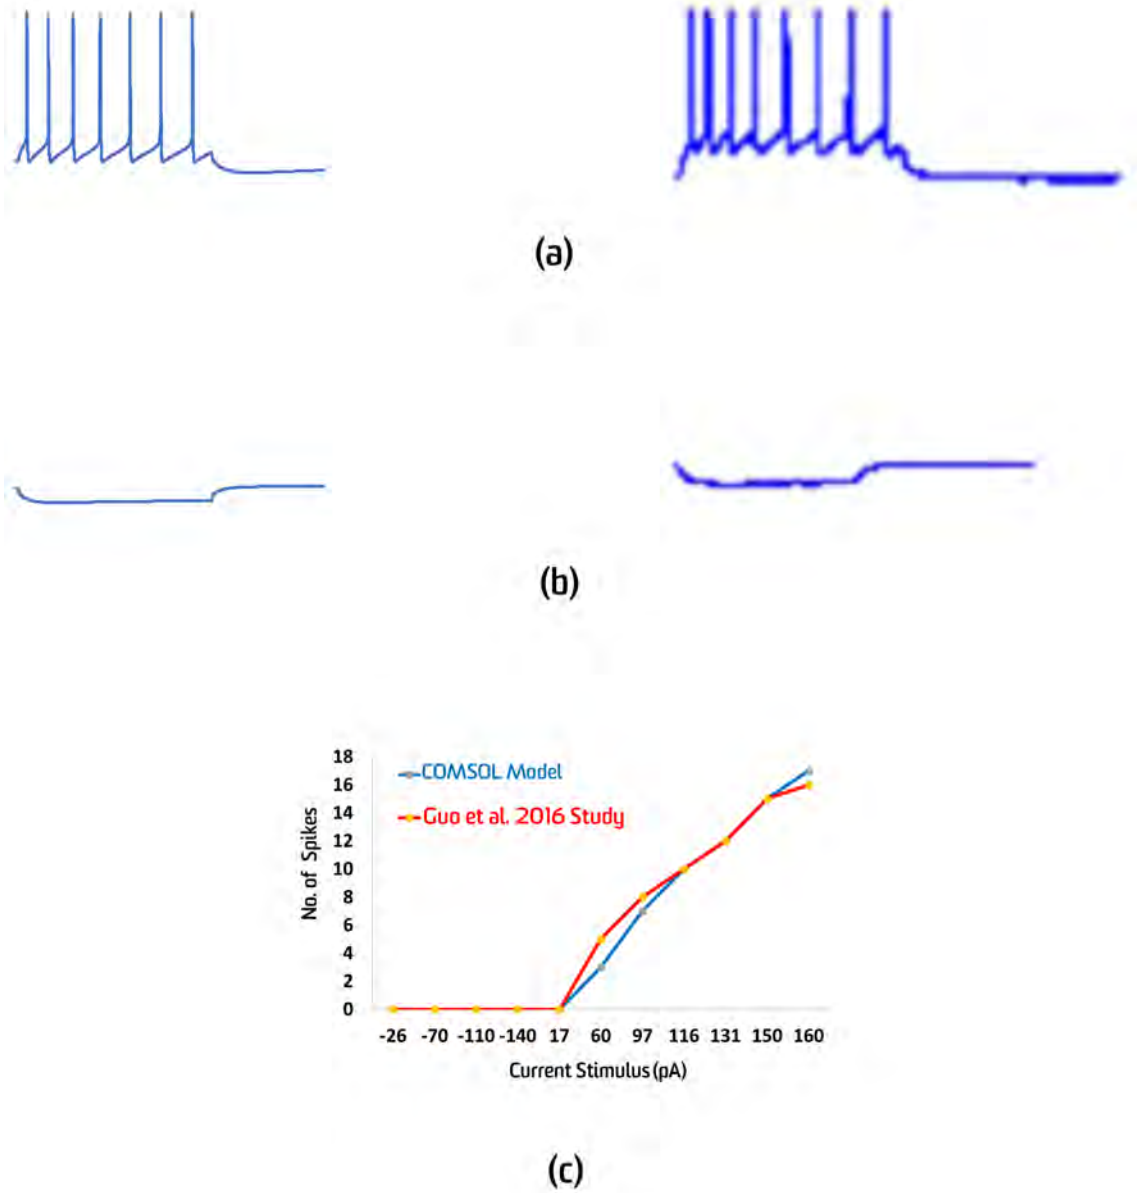 (a)
(b)
18
16
14
12
10
8
6
4
2
0
No. of Spikes
COMSOL Model
Guo et al. 2016 Study
-26 -70 -110 -140 17 60 97 116 131 150 160
Current Stimulus (pA)
(c)